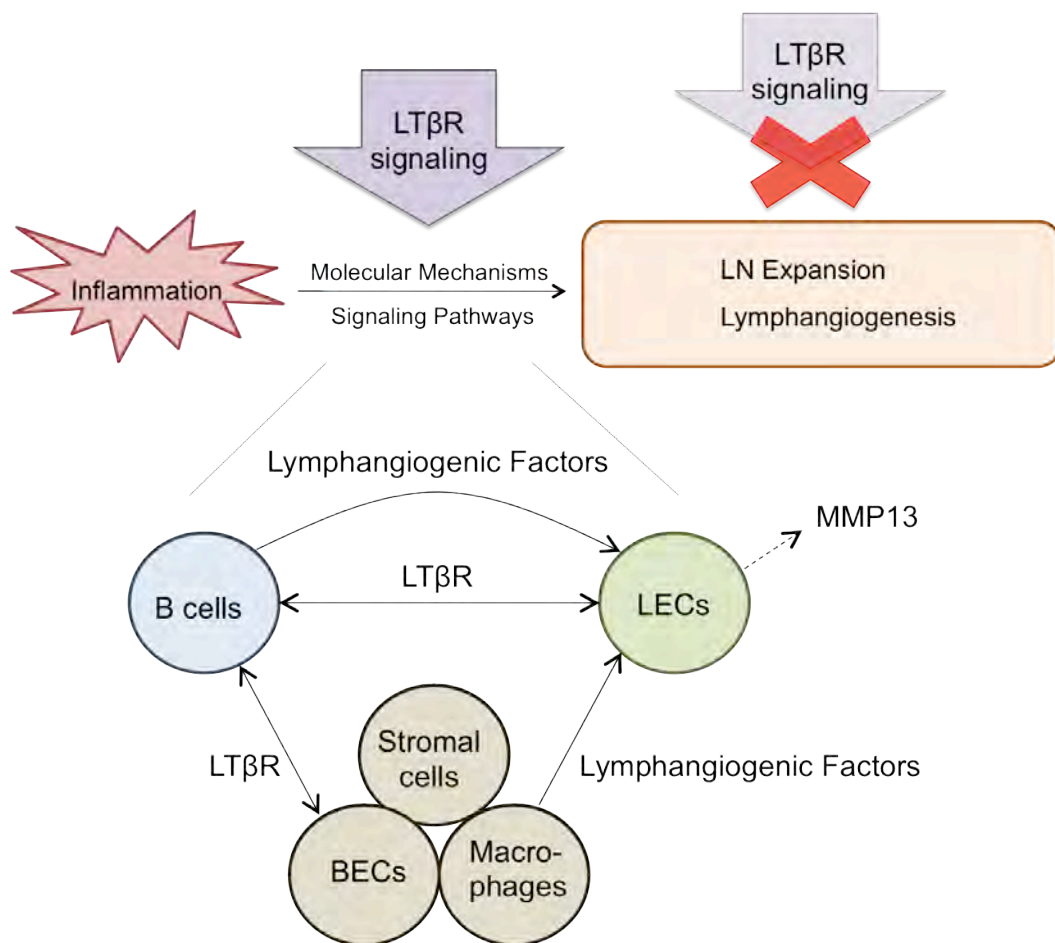 LTβR
signaling
LTβR
signaling
Inflammation
Molecular Mechanisms
Signaling Pathways
LN Expansion
Lymphangiogenesis
Lymphangiogenic Factors
MMP13
B cells
LTβR
LECs
LTβR
Stromal
cells
Lymphangiogenic Factors
BECs
Macro-
phages